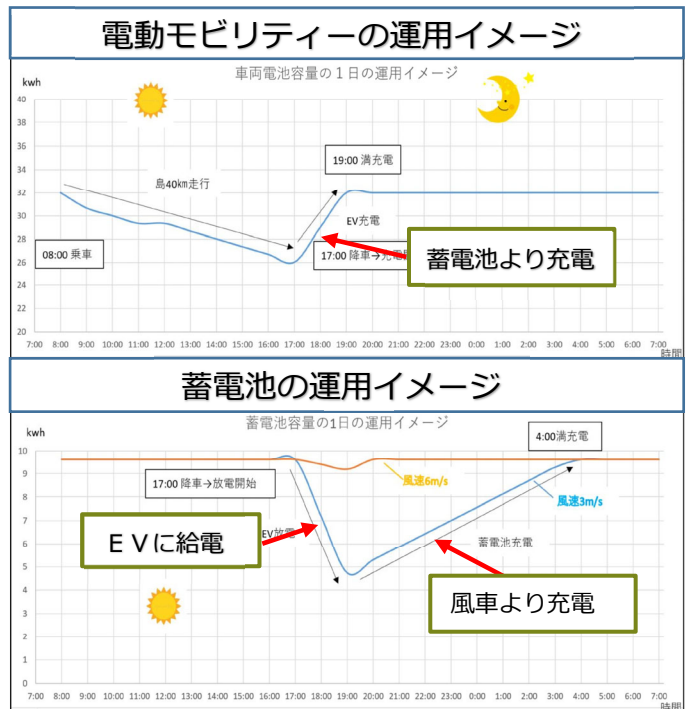 電動モビリティーの運用イメージ
車両電池容量の１日の運用イメージ
kwh
40
38
36
34
32
30
28
26
24
22
20
島40km走行
19:00 満充電
EV充電
08:00 乗車
17:00 降車→充電開
蓄電池より充電
7:00 8:00 9:00 10:00 11:00 12:00 13:00 14:00 15:00 16:00 17:00 18:00 19:00 20:00 21:00 22:00 23:00 0:00 1:00 2:00 3:00 4:00 5:00 6:00 7:00
時間
蓄電池の運用イメージ
蓄電池容量の1日の運用イメージ
kwh
10
9
8
7
6
5
4
3
2
1
0
4:00満充電
17:00 降車→放電開始
風速6m/s
風速3m/s
ＥＶに給電
EV放電
蓄電池充電
風車より充電
7:00 8:00 9:00 10:00 11:00 12:00 13:00 14:00 15:00 16:00 17:00 18:00 19:00 20:00 21:00 22:00 23:00 0:00 1:00 2:00 3:00 4:00 5:00 6:00 7:00
時間